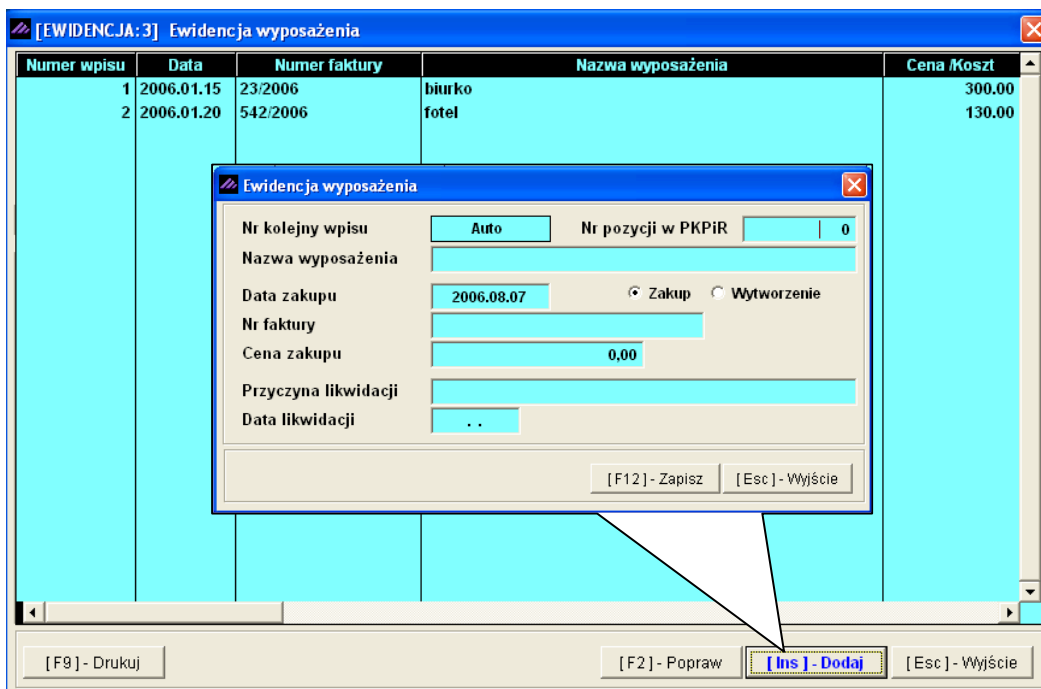 [EWIDENCJA:3] Ewidencja wyposażenia
Numer wpisu Data Numer faktury Nazwa wyposażenia Cena /Koszt
1 2006.01.15 23/2006 biurko 300.00
2 2006.01.20 542/2006 fotel 130.00
Ewidencja wyposażenia
Nr kolejny wpisu Auto Nr pozycji w PKPiR 0
Nazwa wyposażenia
Data zakupu 2006.08.07 Zakup Wytworzenie
Nr faktury
Cena zakupu 0,00
Przyczyna likwidacji
Data likwidacji . .
[F12] - Zapisz [Esc] - Wyjście
[F9] - Drukuj [F2] - Popraw [Ins] - Dodaj [Esc] - Wyjście